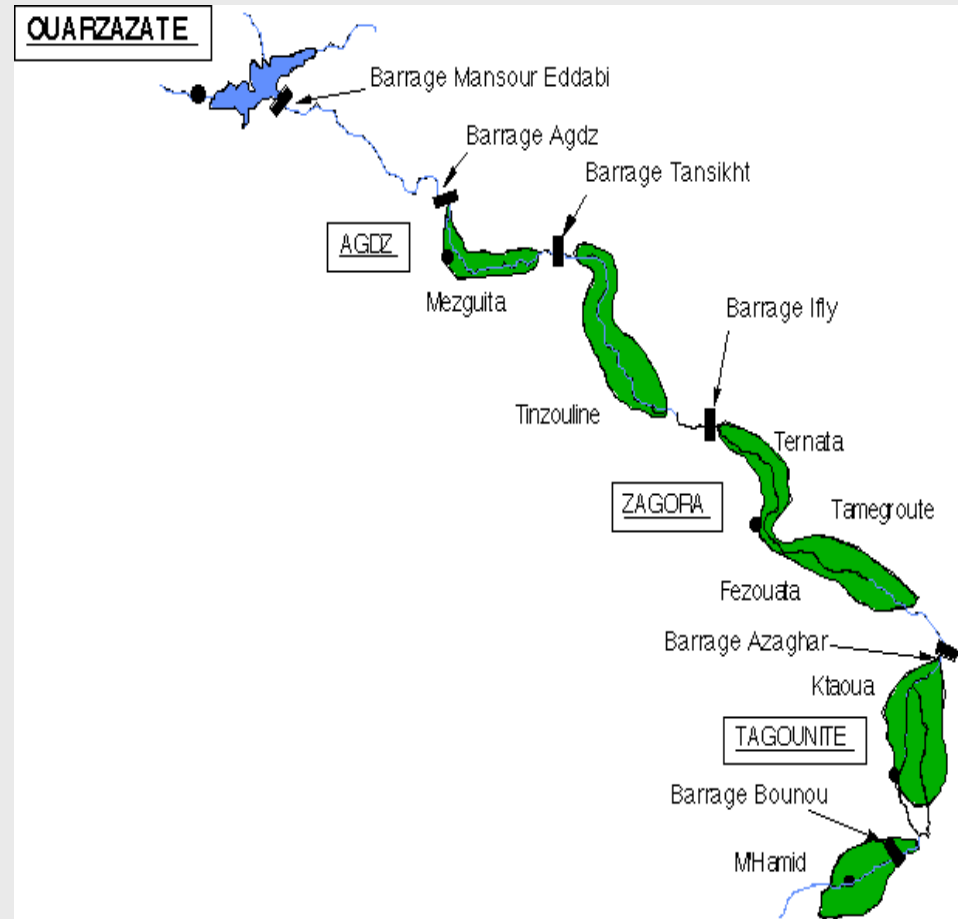 OUARZAZATE
Barrage Mansour Eddabi
Barrage Agdz
Barrage Tansikht
AGDZ
Mezguita
Barrage Ifly
Tinzouline
Ternata
ZAGORA
Tamegroute
Fezouata
Barrage Azaghar
Ktaoua
TAGOUNITE
Barrage Bounou
M'Hamid